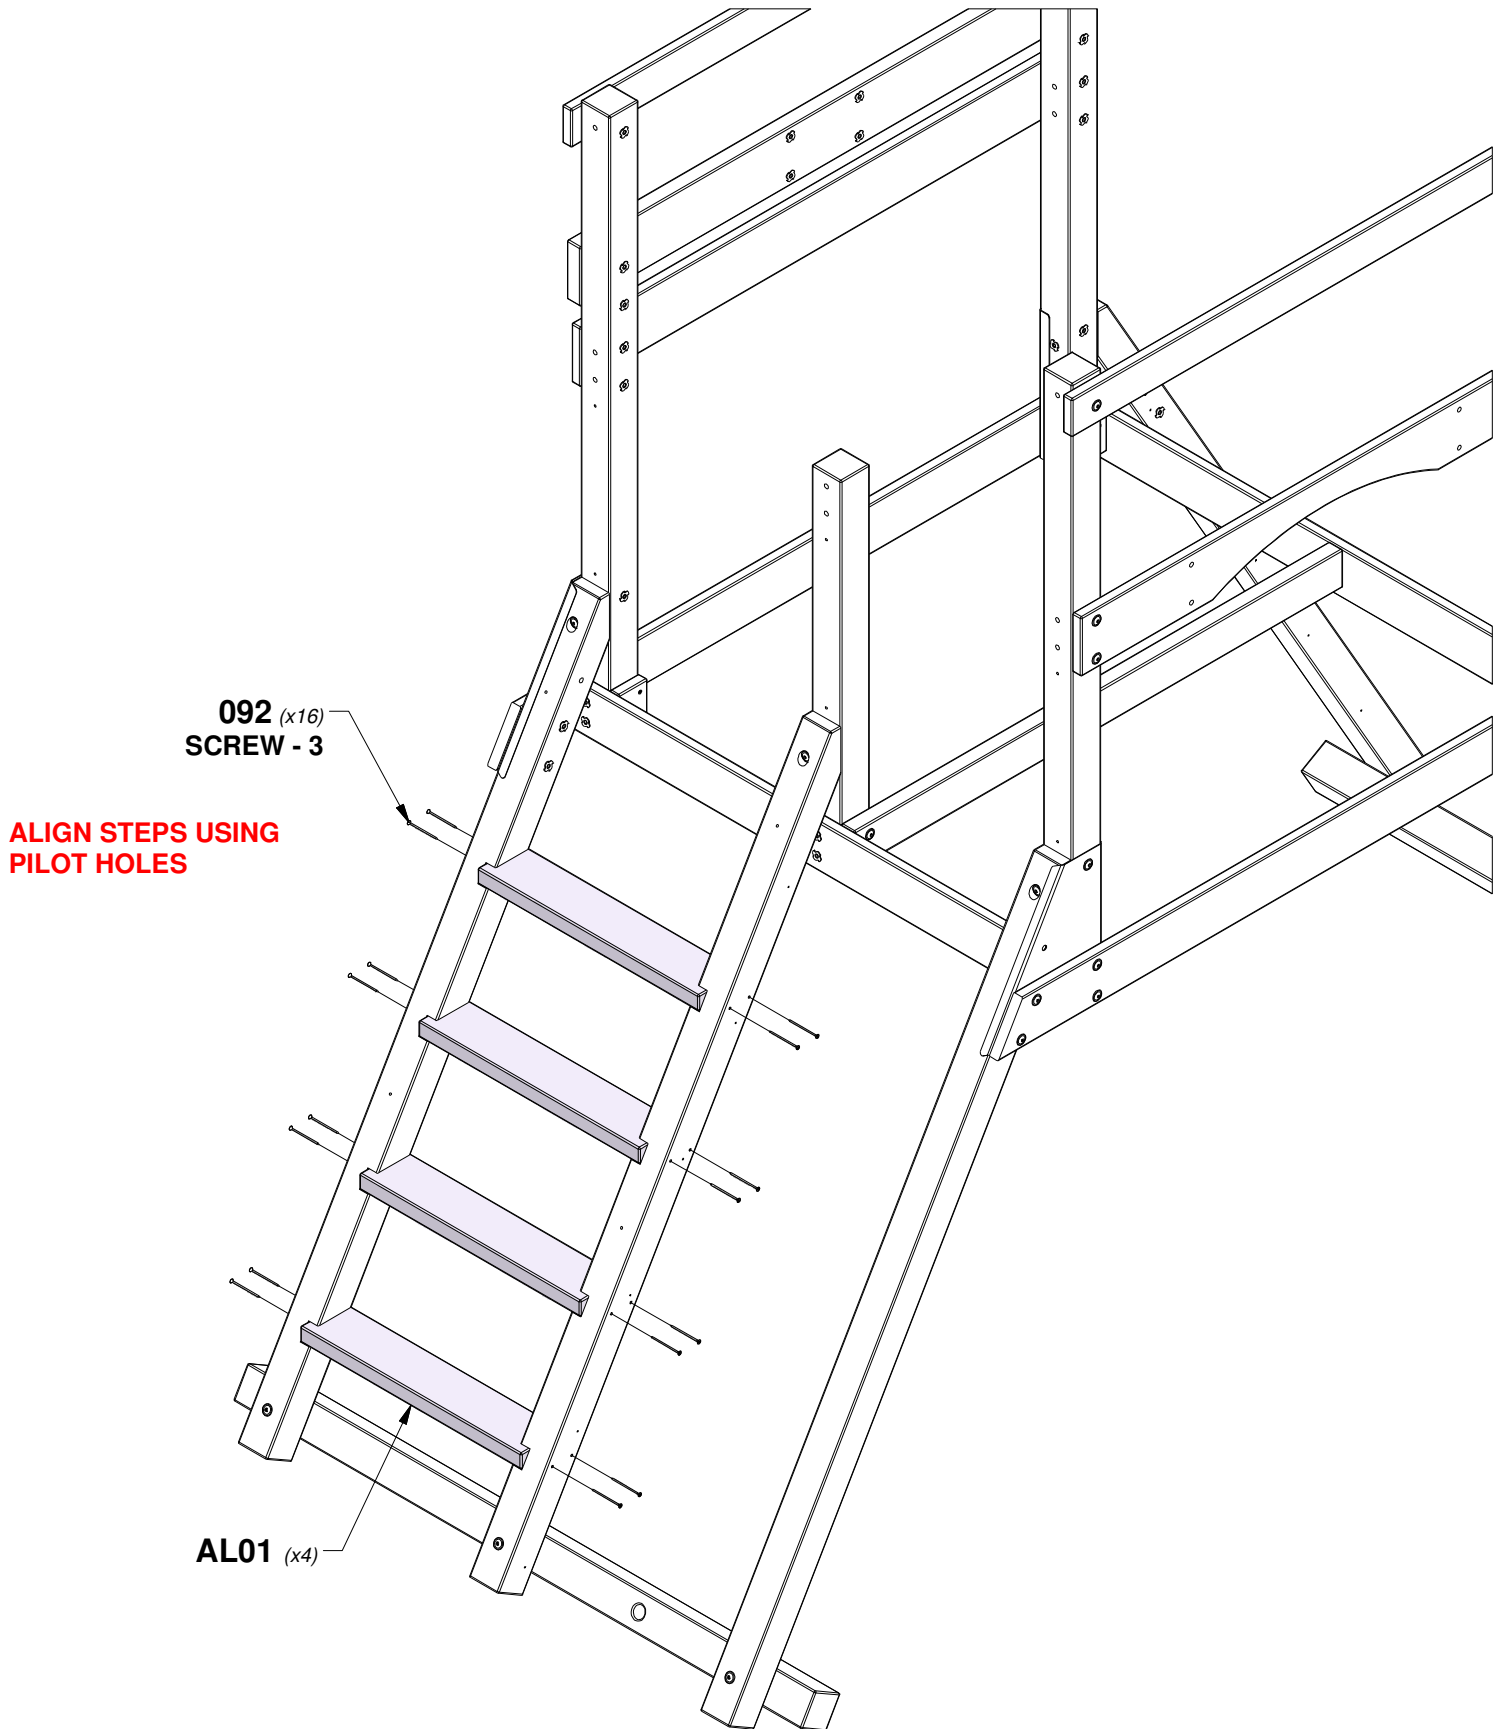 092 (x16)
SCREW - 3
ALIGN STEPS USING
PILOT HOLES
AL01 (x4)